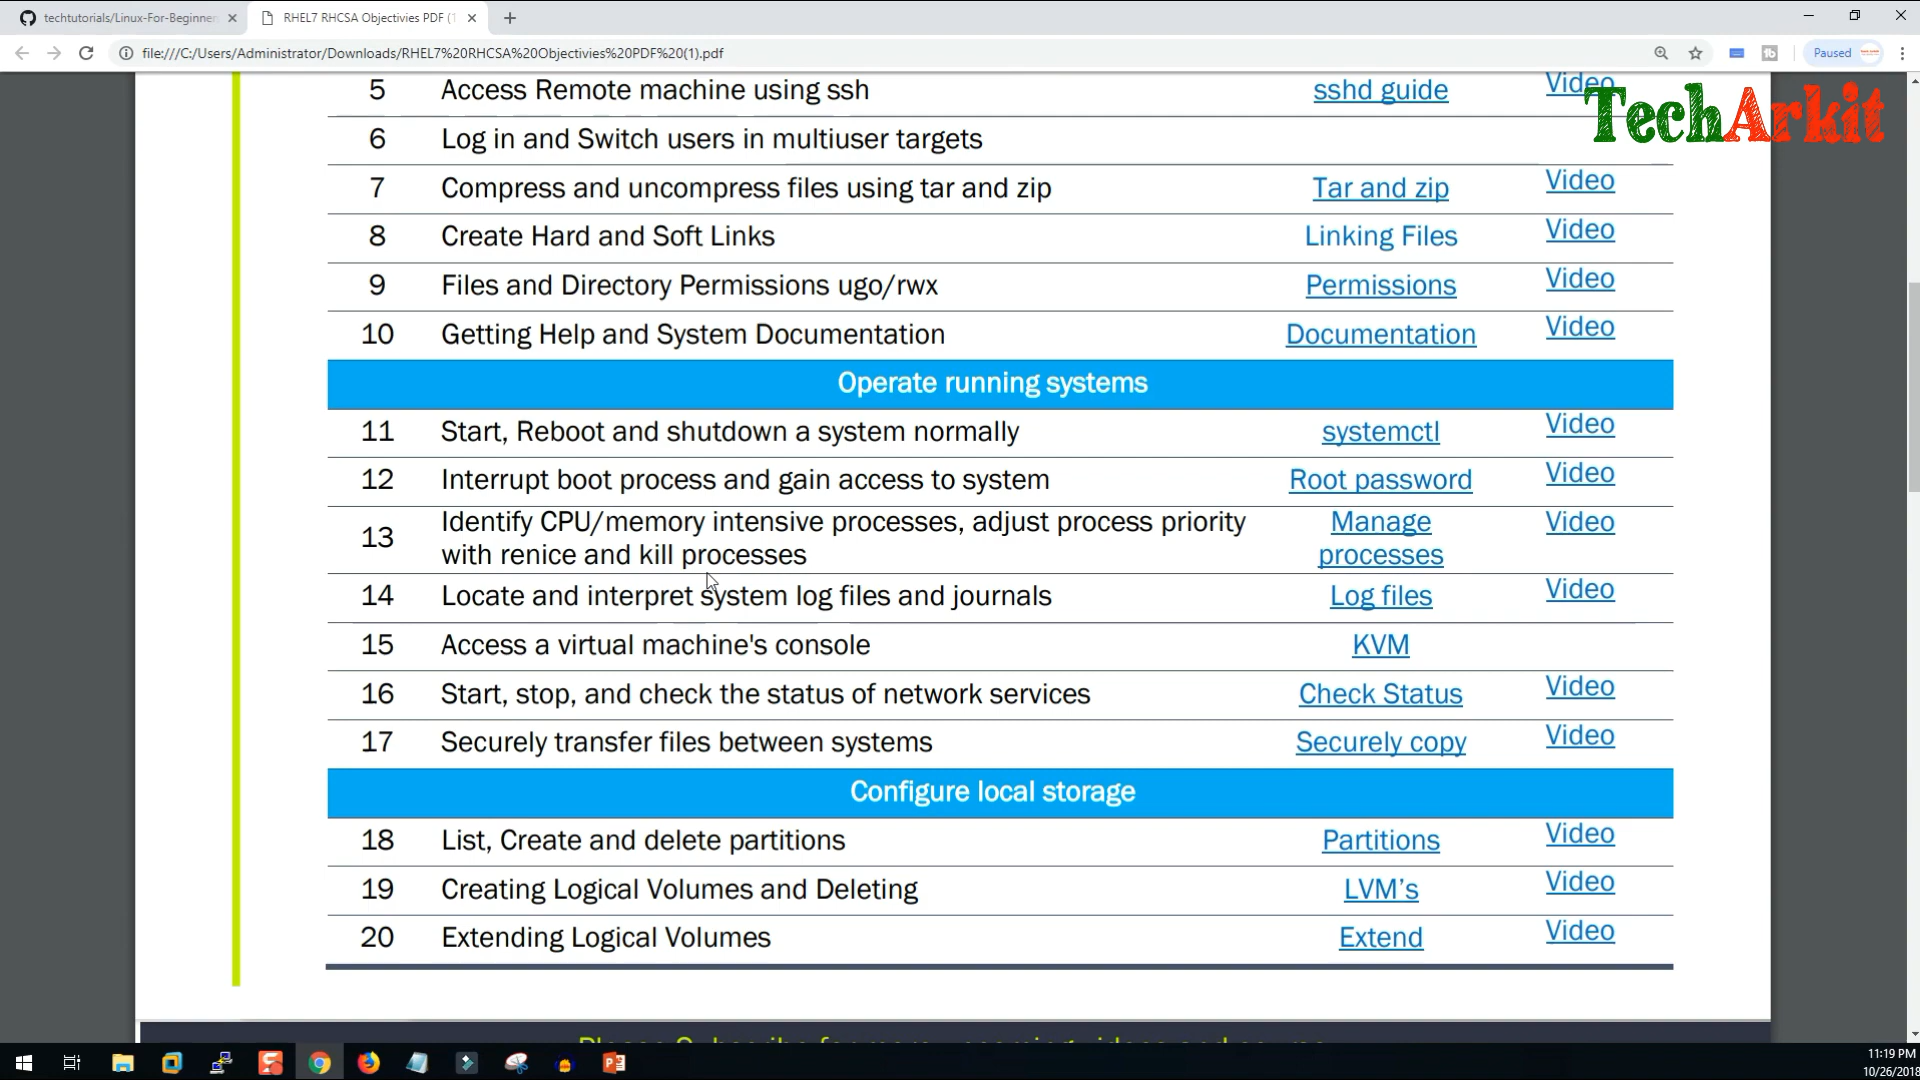 techtutorials/Linux-For-Beginner
RHEL7 RHCSA Objectivies PDF (1
file:///C:/Users/Administrator/Downloads/RHEL7%20RHCSA%20Objectivies%20PDF%20(1).pdf
Paused
TechArkit
5 Access Remote machine using ssh sshd guide Video
6 Log in and Switch users in multiuser targets
7 Compress and uncompress files using tar and zip Tar and zip Video
8 Create Hard and Soft Links Linking Files Video
9 Files and Directory Permissions ugo/rwx Permissions Video
10 Getting Help and System Documentation Documentation Video
Operate running systems
11 Start, Reboot and shutdown a system normally systemctl Video
12 Interrupt boot process and gain access to system Root password Video
13 Identify CPU/memory intensive processes, adjust process priority Manage Video
with renice and kill processes processes
14 Locate and interpret system log files and journals Log files Video
15 Access a virtual machine's console KVM
16 Start, stop, and check the status of network services Check Status Video
17 Securely transfer files between systems Securely copy Video
Configure local storage
18 List, Create and delete partitions Partitions Video
19 Creating Logical Volumes and Deleting LVM’s Video
20 Extending Logical Volumes Extend Video
11:19 PM
10/26/2018